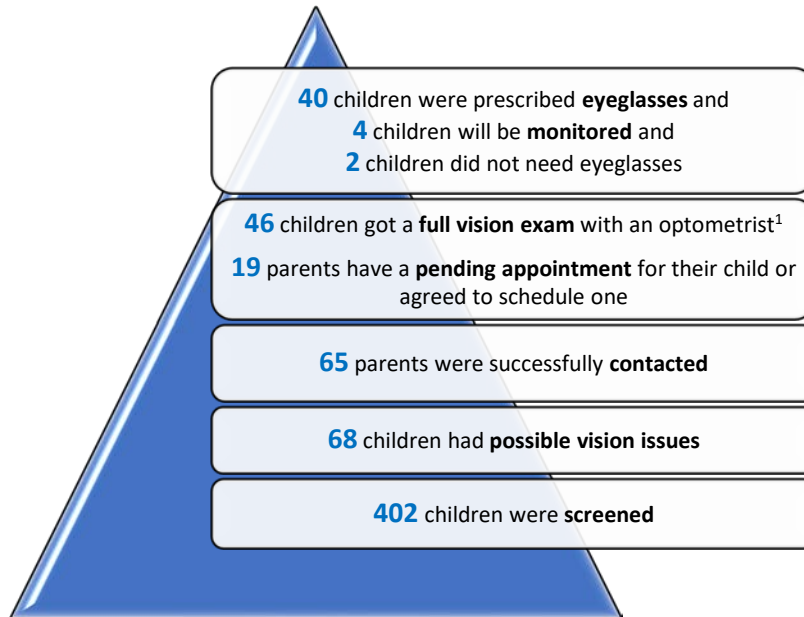 40 children were prescribed eyeglasses and
4 children will be monitored and
2 children did not need eyeglasses
46 children got a full vision exam with an optometrist1
19 parents have a pending appointment for their child or
agreed to schedule one
65 parents were successfully contacted
68 children had possible vision issues
402 children were screened